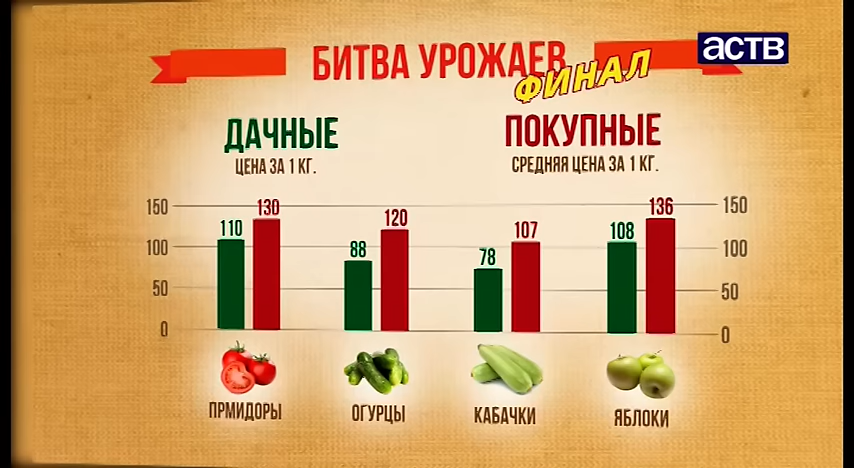 аств
БИТВА УРОЖАЕВ
ФИНАЛ
ДАЧНЫЕ
ЦЕНА ЗА 1 КГ.
ПОКУПНЫЕ
СРЕДНЯЯ ЦЕНА ЗА 1 КГ.
150 130 136 150
110 120 107 108
100 88 78 100
50 50
0 0
ПРМИДОРЫ ОГУРЦЫ КАБАЧКИ ЯБЛОКИ